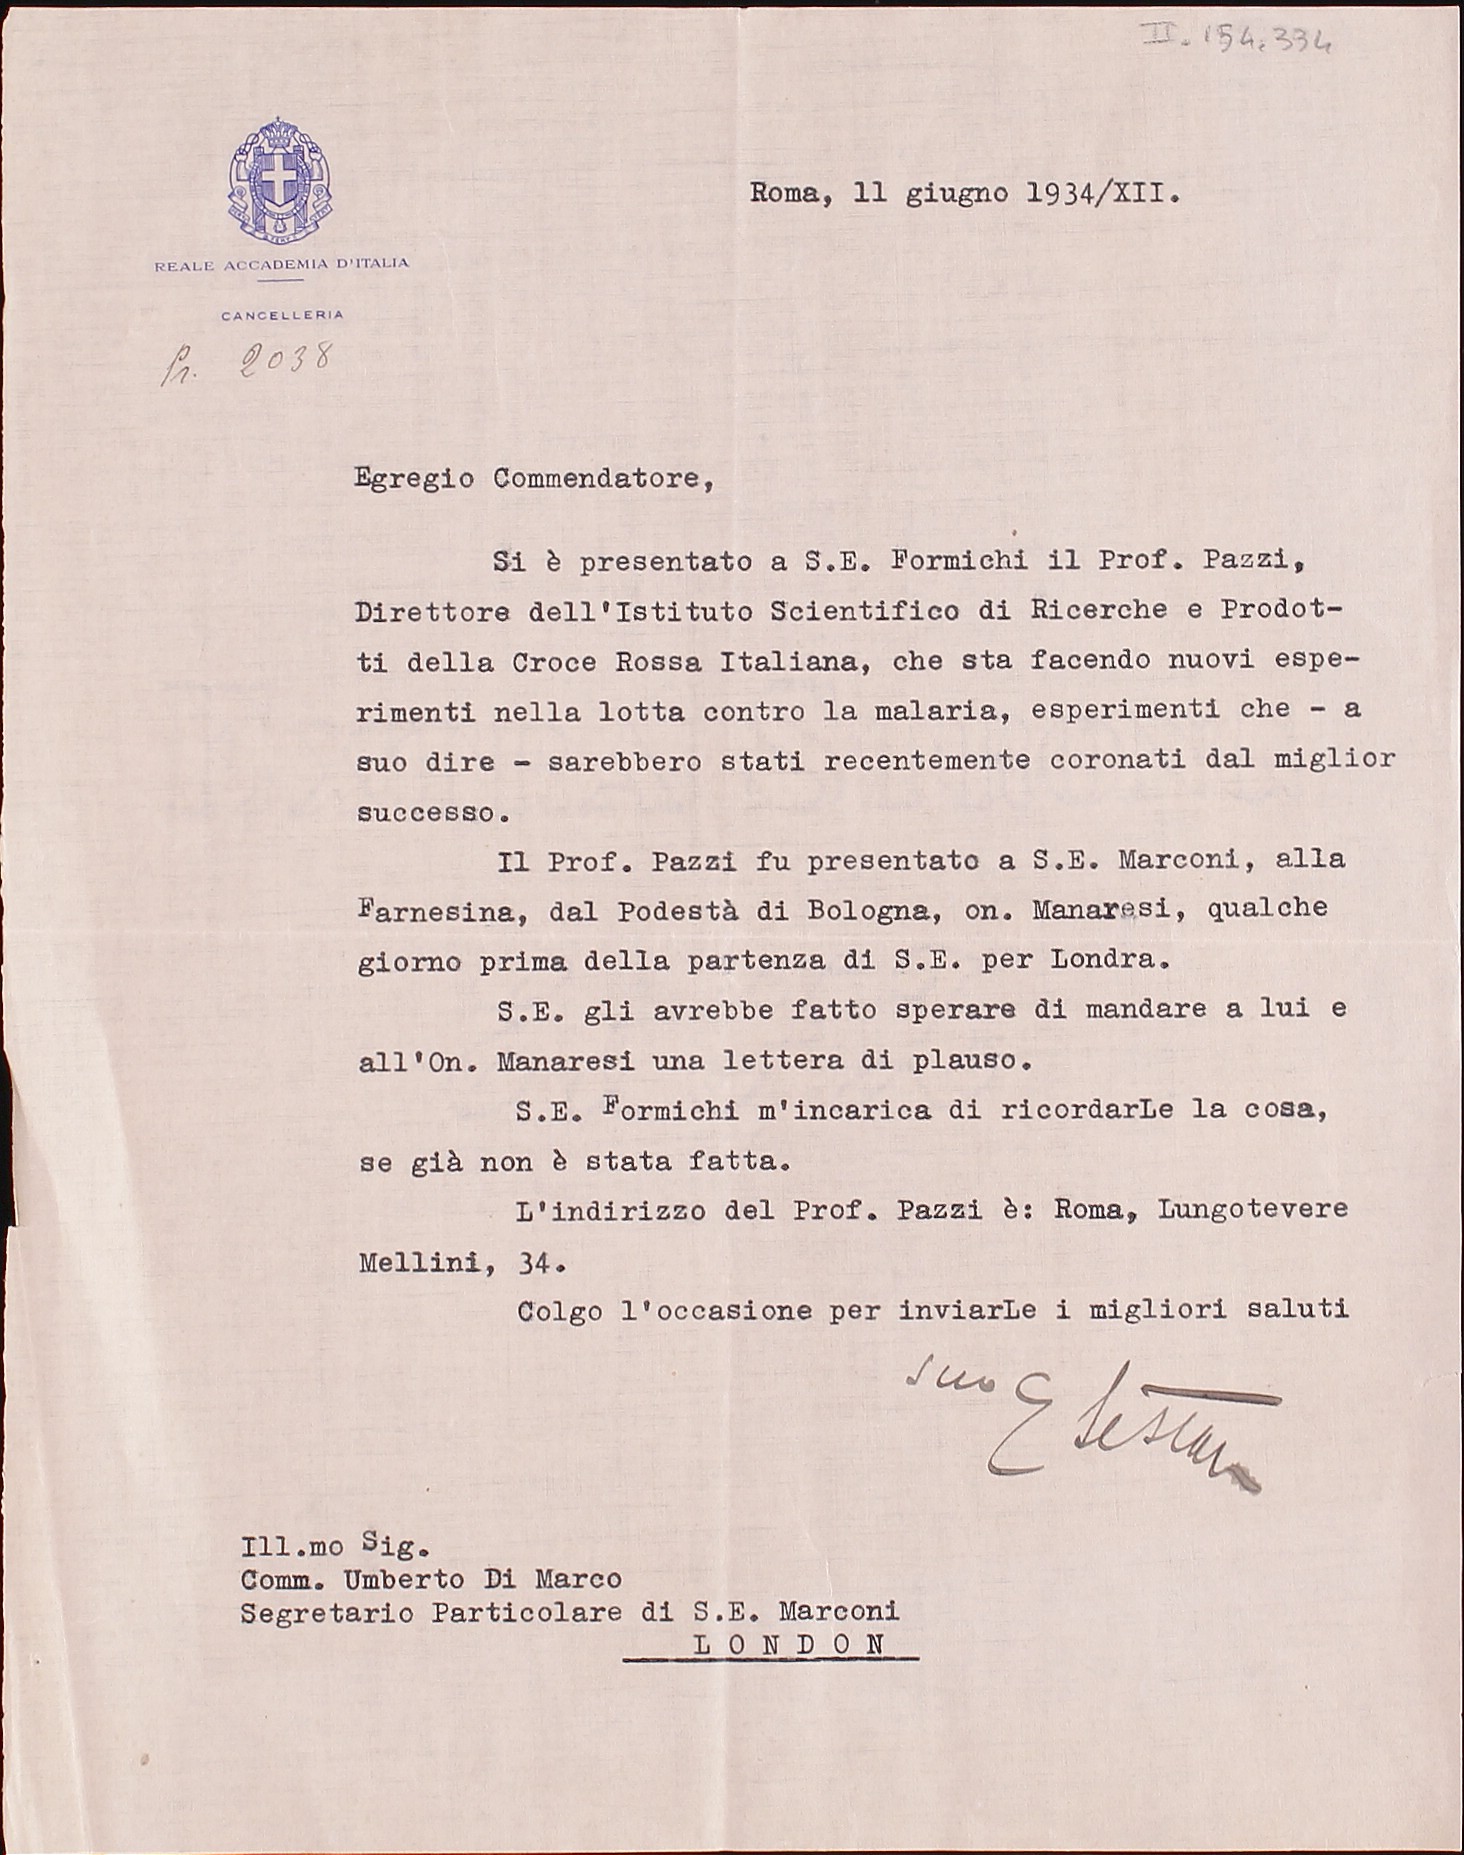 II. 154.334
Roma, 11 giugno 1934/XII.
FERT FERT FERT
REALE ACCADEMIA D'ITALIA
CANCELLERIA
Pr. 2038
Egregio Commendatore,
Si è presentato a S.E. Formichi il Prof. Pazzi,
Direttore dell'Istituto Scientifico di Ricerche e Prodot-
ti della Croce Rossa Italiana, che sta facendo nuovi espe-
rimenti nella lotta contro la malaria, esperimenti che - a
suo dire - sarebbero stati recentemente coronati dal miglior
successo.
Il Prof. Pazzi fu presentato a S.E. Marconi, alla
Farnesina, dal Podestà di Bologna, on. Manaresi, qualche
giorno prima della partenza di S.E. per Londra.
S.E. gli avrebbe fatto sperare di mandare a lui e
all'On. Manaresi una lettera di plauso.
S.E. Formichi m'incarica di ricordarLe la cosa,
se già non è stata fatta.
L'indirizzo del Prof. Pazzi è: Roma, Lungotevere
Mellini, 34.
Colgo l'occasione per inviarLe i migliori saluti
suo
Ill.mo Sig.
Comm. Umberto Di Marco
Segretario Particolare di S.E. Marconi
L O N D O N